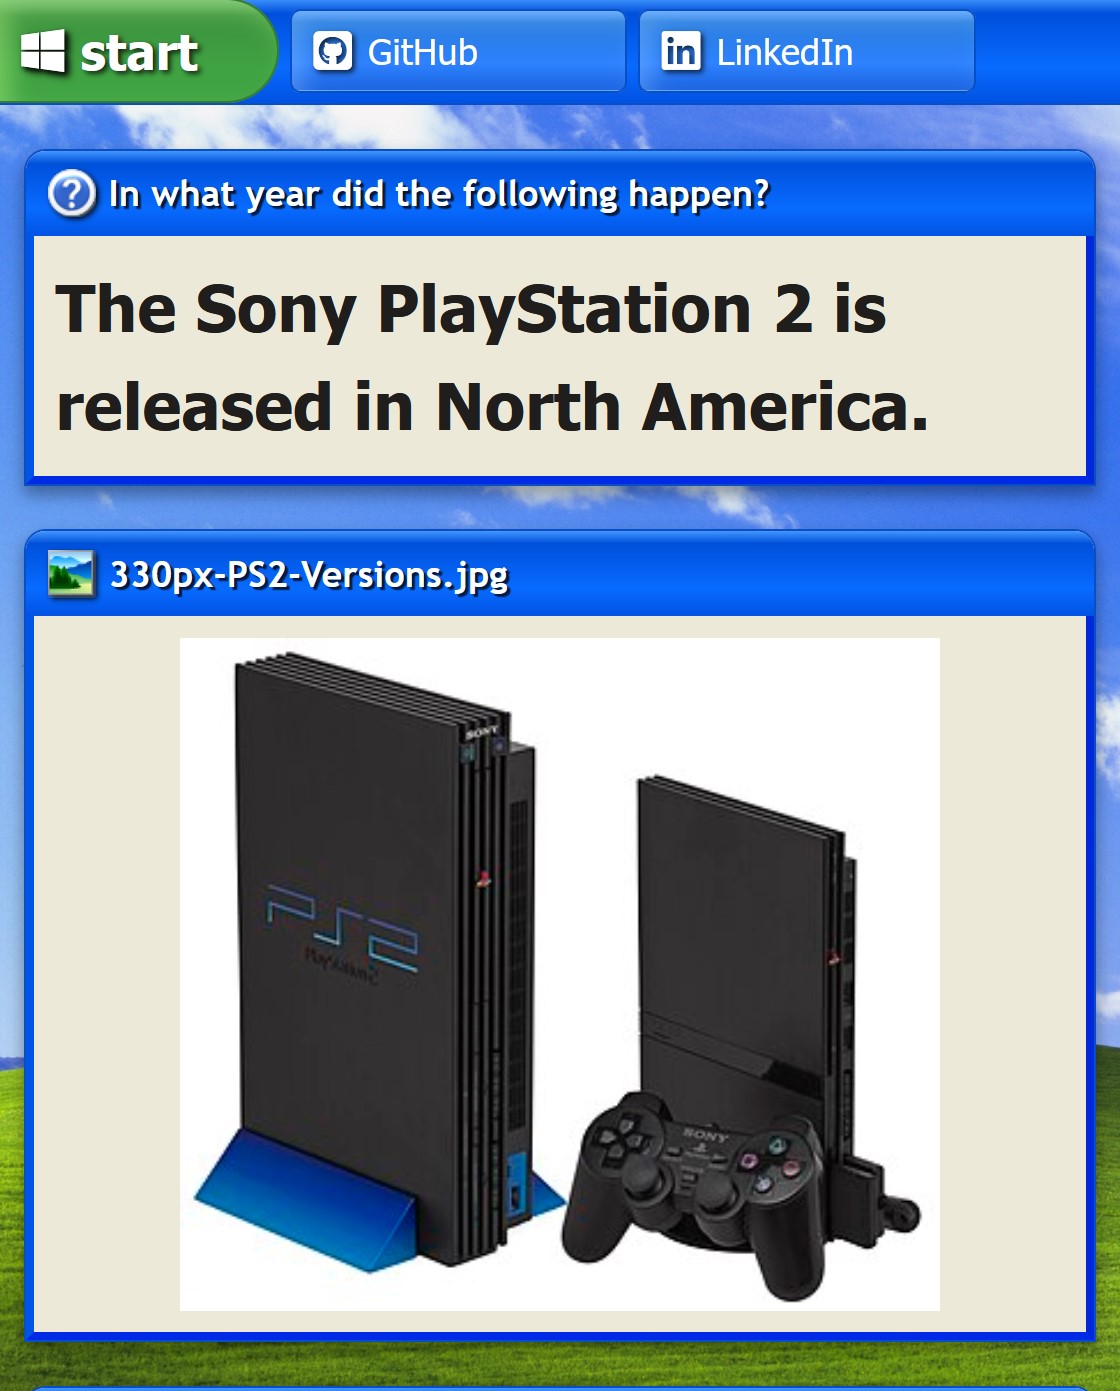 start
GitHub
LinkedIn
In what year did the following happen?
The Sony PlayStation 2 is
released in North America.
330px-PS2-Versions.jpg
SONY
PS2
PlayStation 2
SONY